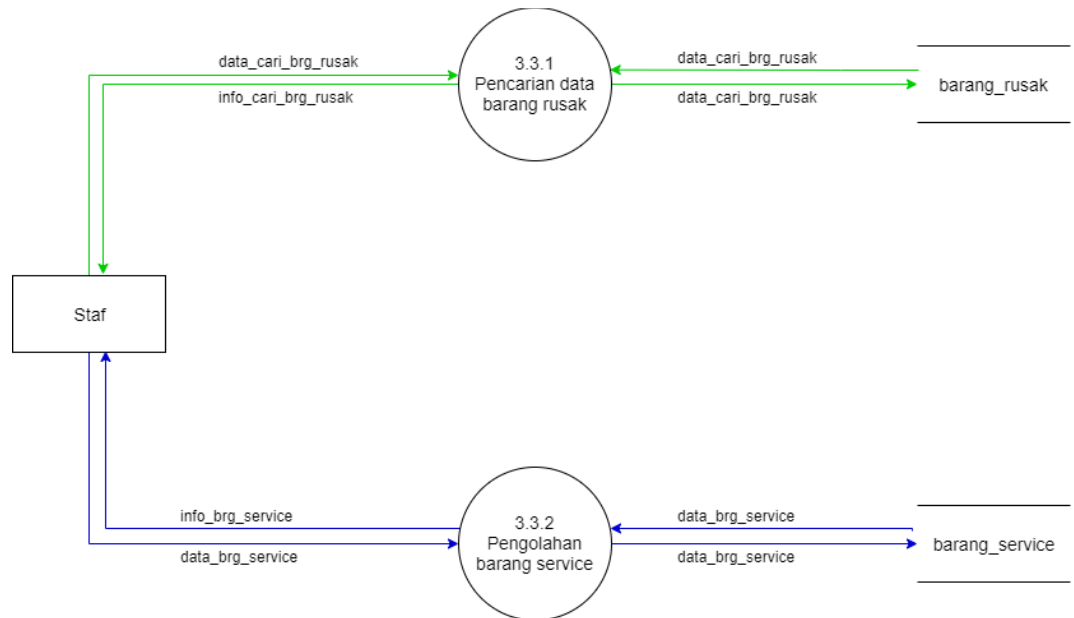 data_cari_brg_rusak
info_cari_brg_rusak
3.3.1
Pencarian data
barang rusak
data_cari_brg_rusak
data_cari_brg_rusak
barang_rusak
Staf
info_brg_service
data_brg_service
3.3.2
Pengolahan
barang service
data_brg_service
data_brg_service
barang_service